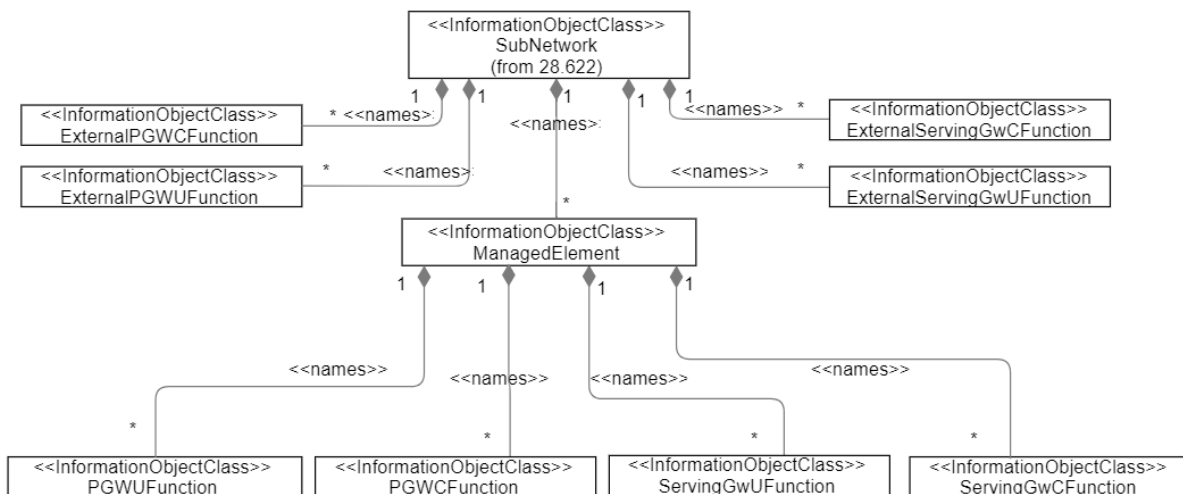 <<InformationObjectClass>>
SubNetwork
(from 28.622)
1
1
1
1
1
<<InformationObjectClass>>
ExternalPGWCFunction
* <<names>:
<<names>:
<<names>>
*
<<InformationObjectClass>>
ExternalServingGwCFunction
<<InformationObjectClass>>
ExternalPGWUFunction
*
<<names>:
<<names>>
*
<<InformationObjectClass>>
ExternalServingGwUFunction
*
<<InformationObjectClass>>
ManagedElement
1
1
1
1
<<names>>
<<names>>
<<names>>
<<names>>
*
*
*
*
<<InformationObjectClass>>
PGWUFunction
<<InformationObjectClass>>
PGWCFunction
<<InformationObjectClass>>
ServingGwUFunction
<<InformationObjectClass>>
ServingGwCFunction